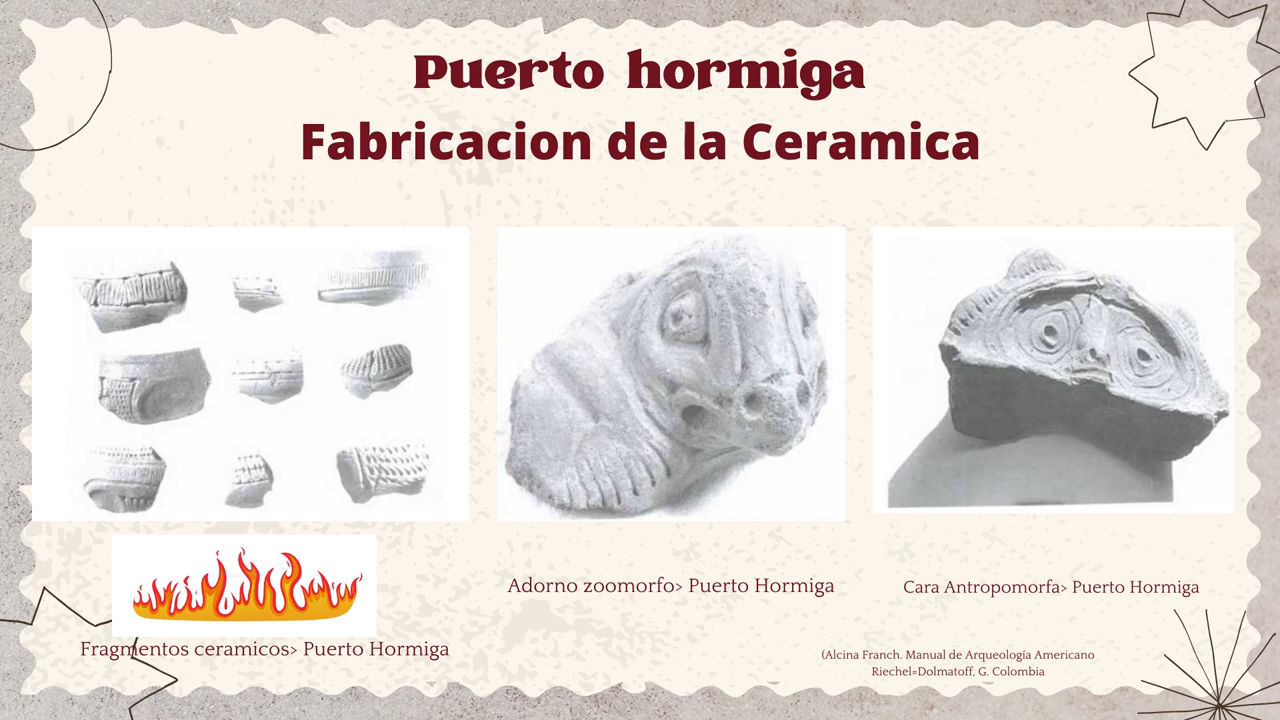 Puerto hormiga
Fabricacion de la Ceramica
Adorno zoomorfo> Puerto Hormiga
Cara Antropomorfa> Puerto Hormiga
Fragmentos ceramicos> Puerto Hormiga
(Alcina Franch. Manual de Arqueología Americano
Riechel=Dolmatoff, G. Colombia